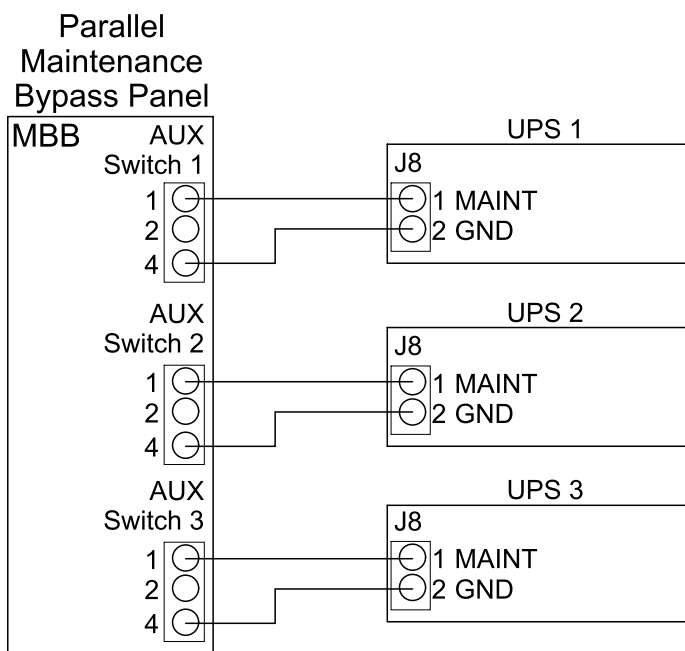 Parallel
Maintenance
Bypass Panel
MBB
AUX
Switch 1
1
2
4
UPS 1
J8
1 MAINT
2 GND
AUX
Switch 2
1
2
4
UPS 2
J8
1 MAINT
2 GND
AUX
Switch 3
1
2
4
UPS 3
J8
1 MAINT
2 GND